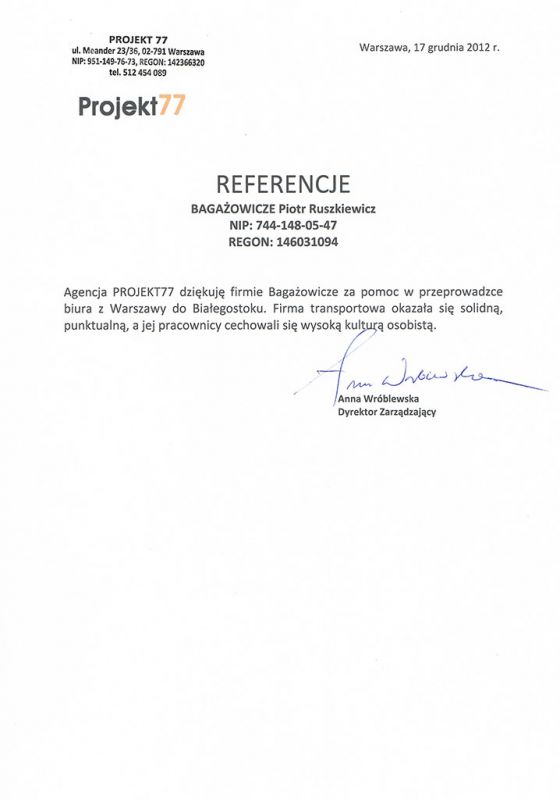 PROJEKT 77
ul. Meander 23/36, 02-791 Warszawa
NIP: 951-149-76-73, REGON: 142366320
tel. 512 454 089
Warszawa, 17 grudnia 2012 r.
Projekt77
REFERENCJE
BAGAŻOWICZE Piotr Ruszkiewicz
NIP: 744-148-05-47
REGON: 146031094
Agencja PROJEKT77 dziękuję firmie Bagażowicze za pomoc w przeprowadzce
biura z Warszawy do Białegostoku. Firma transportowa okazała się solidną,
punktualną, a jej pracownicy cechowali się wysoką kulturą osobistą.
Anna Wróblewska
Anna Wróblewska
Dyrektor Zarządzający